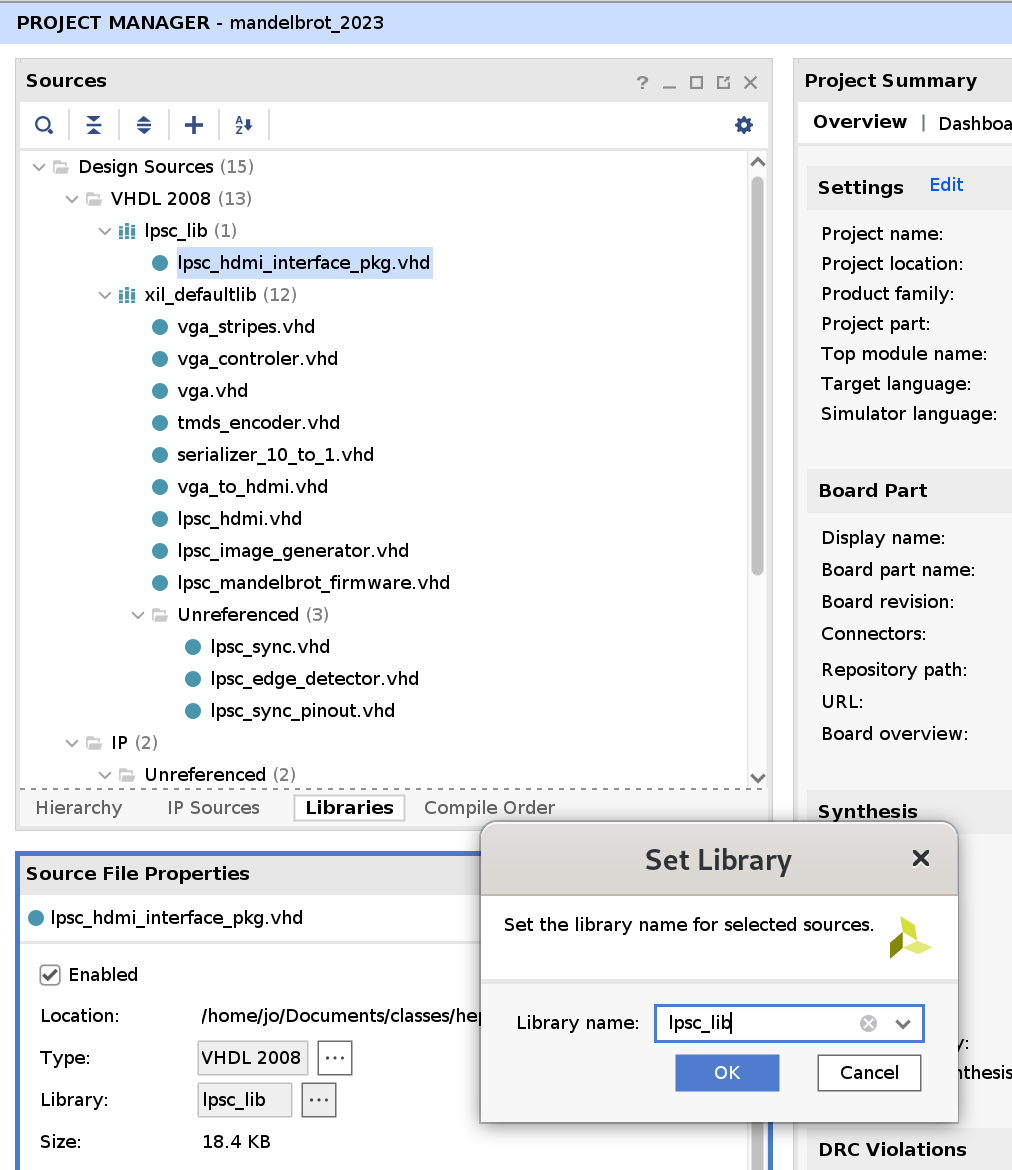 PROJECT MANAGER - mandelbrot_2023
Sources
?
Design Sources (15)
VHDL 2008 (13)
lpsc_lib (1)
lpsc_hdmi_interface_pkg.vhd
xil_defaultlib (12)
vga_stripes.vhd
vga_controler.vhd
vga.vhd
tmds_encoder.vhd
serializer_10_to_1.vhd
vga_to_hdmi.vhd
lpsc_hdmi.vhd
lpsc_image_generator.vhd
lpsc_mandelbrot_firmware.vhd
Unreferenced (3)
lpsc_sync.vhd
lpsc_edge_detector.vhd
lpsc_sync_pinout.vhd
IP (2)
Unreferenced (2)
Hierarchy IP Sources Libraries Compile Order
Source File Properties
lpsc_hdmi_interface_pkg.vhd
Enabled
Location: /home/jo/Documents/classes/hep
Type: VHDL 2008 ...
Library: lpsc_lib ...
Size: 18.4 KB
Project Summary
Overview | Dashboa
Settings Edit
Project name:
Project location:
Product family:
Project part:
Top module name:
Target language:
Simulator language:
Board Part
Display name:
Board part name:
Board revision:
Connectors:
Repository path:
URL:
Board overview:
Synthesis
DRC Violations
Set Library
Set the library name for selected sources.
Library name: lpsc_lib
OK Cancel